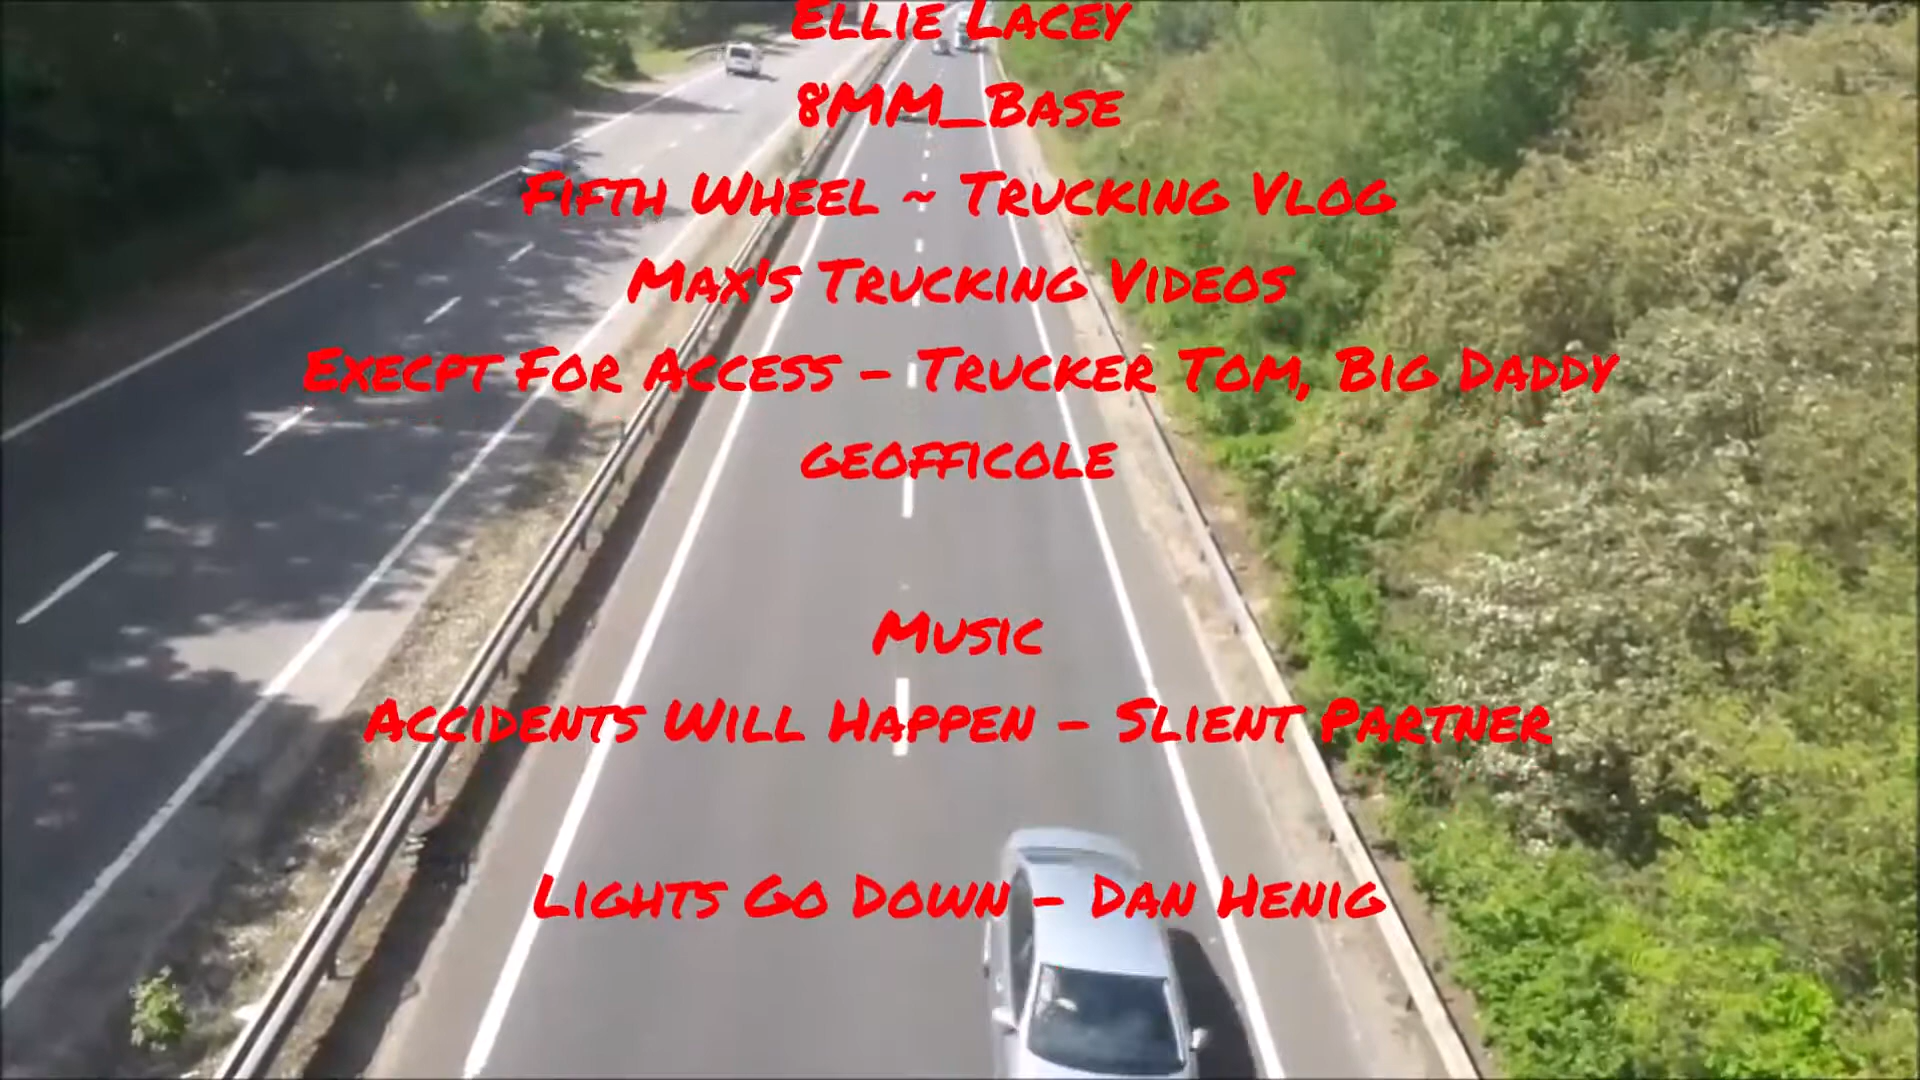 Ellie Lacey
8mm_Base
Fifth Wheel ~ Trucking Vlog
Max's Trucking Videos
Execpt For Access - Trucker Tom, Big Daddy
geofficole
Music
Accidents Will Happen - Slient Partner
Lights Go Down - Dan Henig